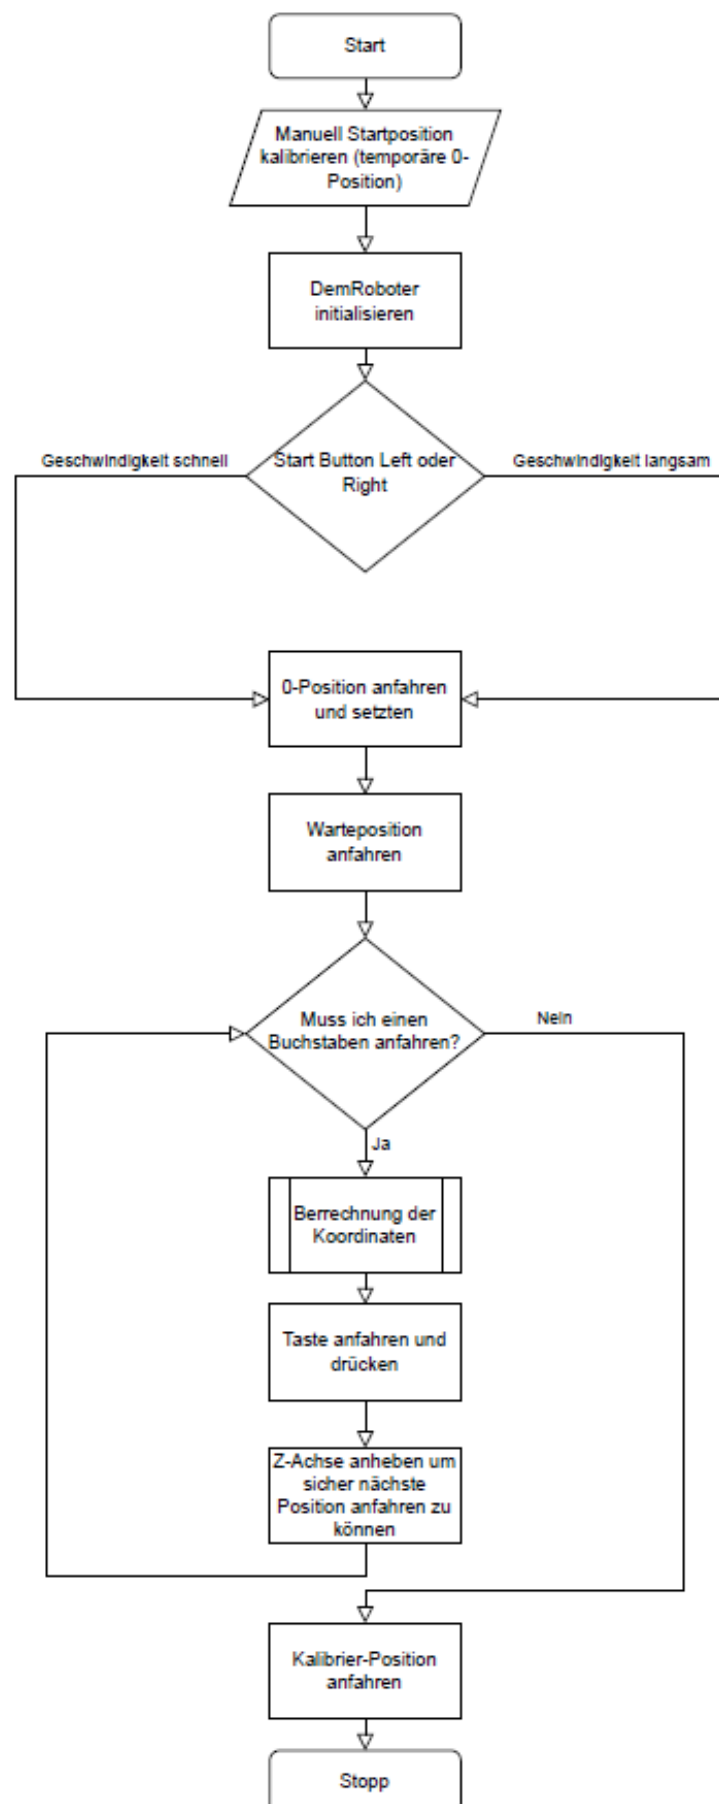 Start
Manuell Startposition
kalibrieren (temporäre 0-
Position)
DemRoboter
initialisieren
Geschwindigkeit schnell
Start Button Left oder
Right
Geschwindigkeit langsam
0-Position anfahren
und setzten
Warteposition
anfahren
Muss ich einen
Buchstaben anfahren?
Nein
Ja
Berrechnung der
Koordinaten
Taste anfahren und
drücken
Z-Achse anheben um
sicher nächste
Position anfahren zu
können
Kalibrier-Position
anfahren
Stopp